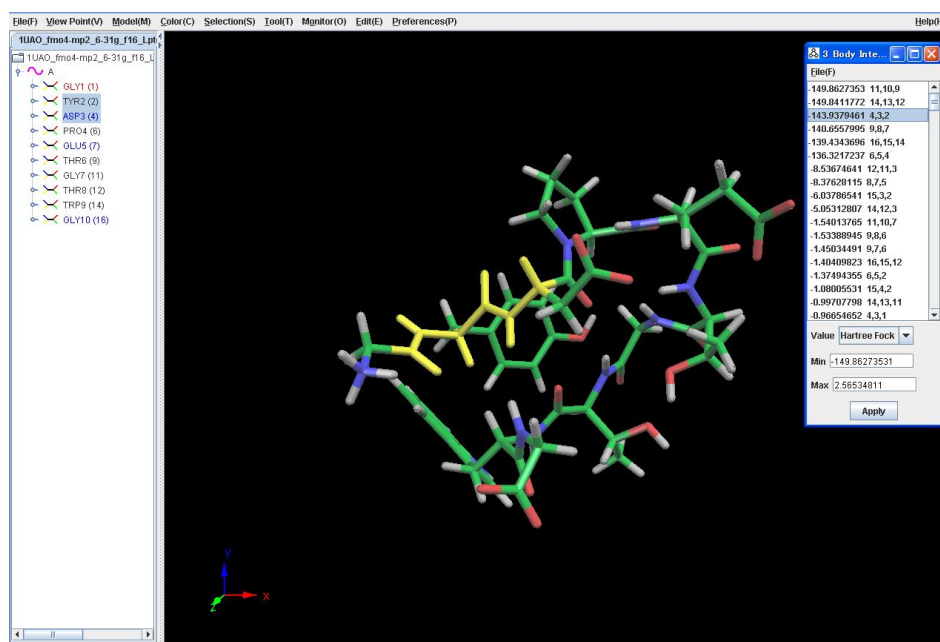 File(F) View Point(V) Model(M) Color(C) Selection(S) Tool(T) Monitor(O) Edit(E) Preferences(P) Help(H
1UAO_fmo4-mp2_6-31g_f16_Lpt
1UAO_fmo4-mp2_6-31g_f16_L
A
GLY1 (1)
TYR2 (2)
ASP3 (4)
PRO4 (6)
GLU5 (7)
THR6 (9)
GLY7 (11)
THR8 (12)
TRP9 (14)
GLY10 (16)
3 Body Inte...
File(F)
-149.8627353 11,10,9
-149.8411772 14,13,12
-143.9379461 4,3,2
-140.6557995 9,8,7
-139.4343696 16,15,14
-136.3217237 6,5,4
-8.53674641 12,11,3
-8.37628115 8,7,5
-6.03786541 15,3,2
-5.05312807 14,12,3
-1.54013765 11,10,7
-1.53388945 9,8,6
-1.45034491 9,7,6
-1.40409823 16,15,12
-1.37494355 6,5,2
-1.08005531 15,4,2
-0.99707798 14,13,11
-0.96654652 4,3,1
Value Hartree Fock
Min -149.86273531
Max 2.56534811
Apply
Y
X
Z